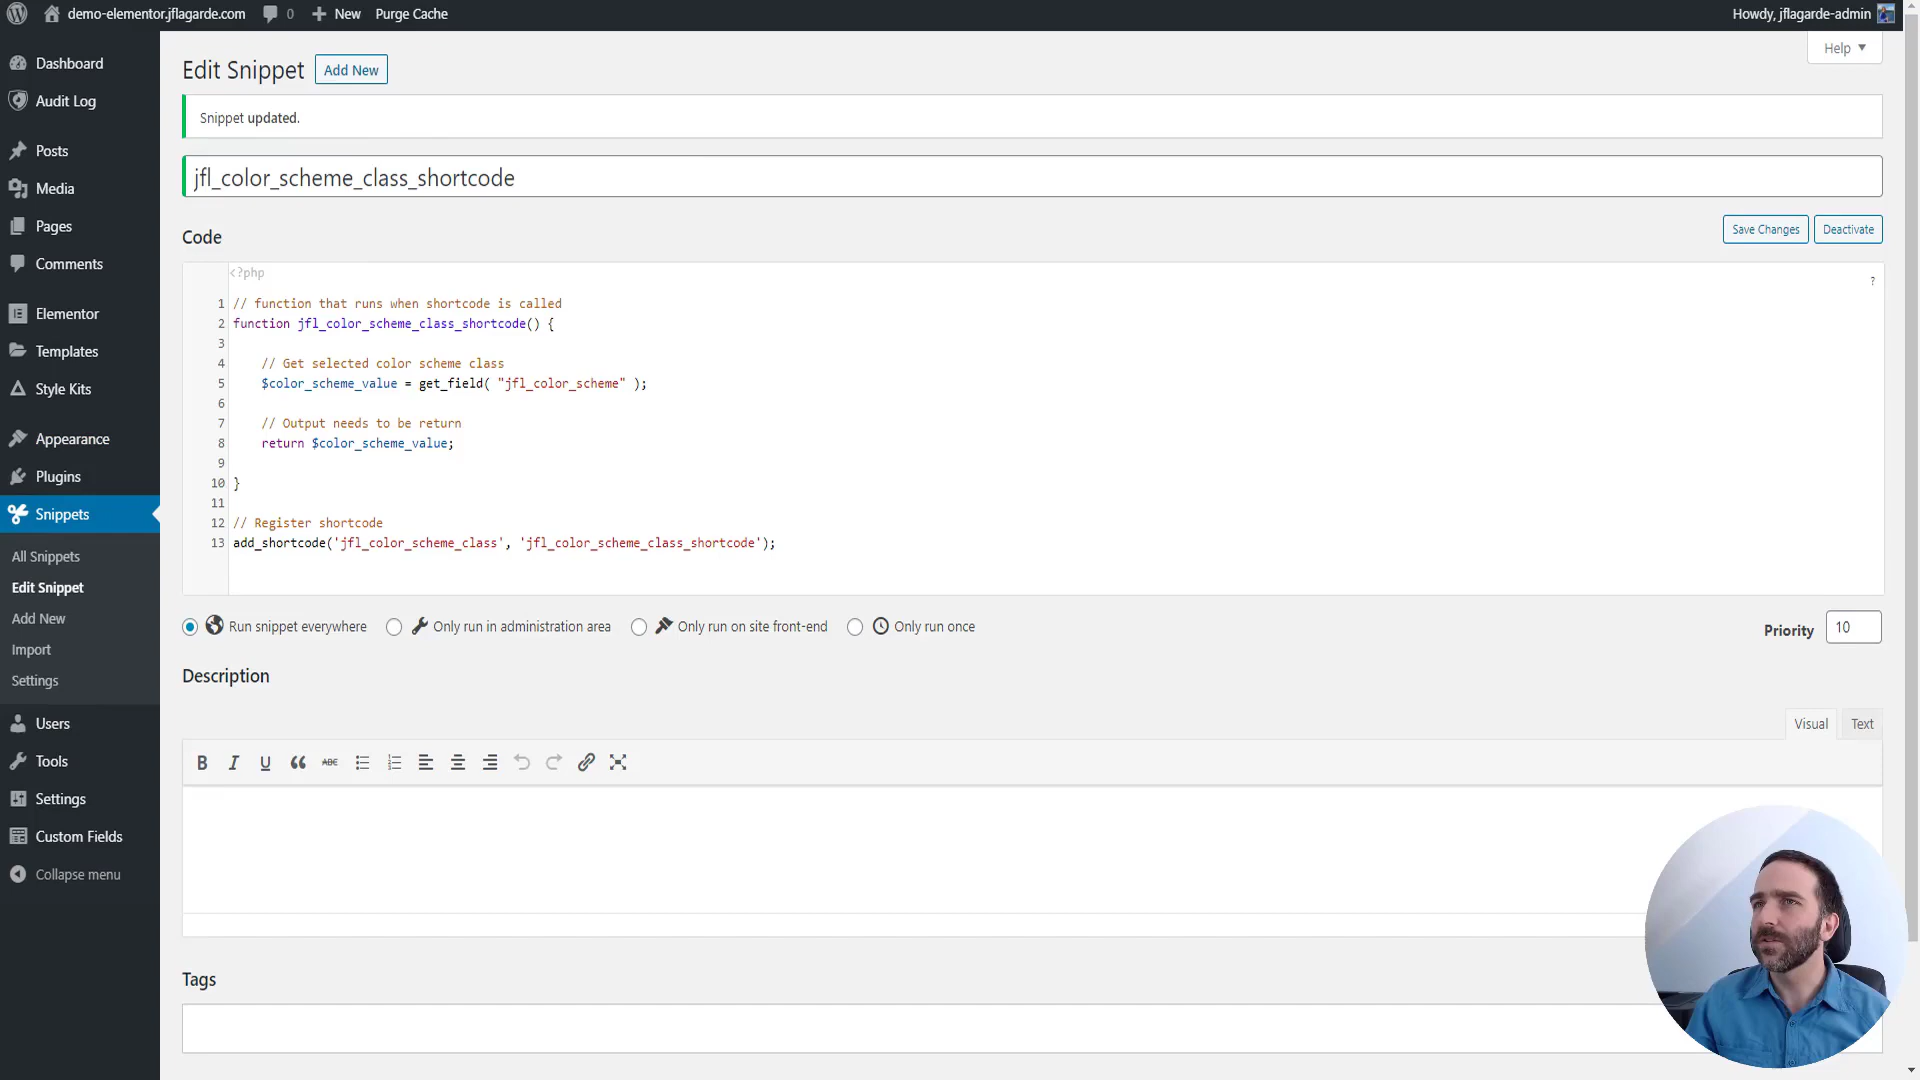 demo-elementor.jflagarde.com 0 New Purge Cache Howdy, jflagarde-admin
Help
Dashboard
Audit Log
Posts
Media
Pages
Comments
Elementor
Templates
Style Kits
Appearance
Plugins
Snippets
All Snippets
Edit Snippet
Add New
Import
Settings
Users
Tools
Settings
Custom Fields
Collapse menu
Edit Snippet Add New
Snippet updated.
jfl_color_scheme_class_shortcode
Code Save Changes Deactivate
<?php ?
1 // function that runs when shortcode is called
2 function jfl_color_scheme_class_shortcode() {
3
4 // Get selected color scheme class
5 $color_scheme_value = get_field( "jfl_color_scheme" );
6
7 // Output needs to be return
8 return $color_scheme_value;
9
10 }
11
12 // Register shortcode
13 add_shortcode('jfl_color_scheme_class', 'jfl_color_scheme_class_shortcode');
Run snippet everywhere Only run in administration area Only run on site front-end Only run once Priority 10
Description
Visual Text
B I U ABC
Tags